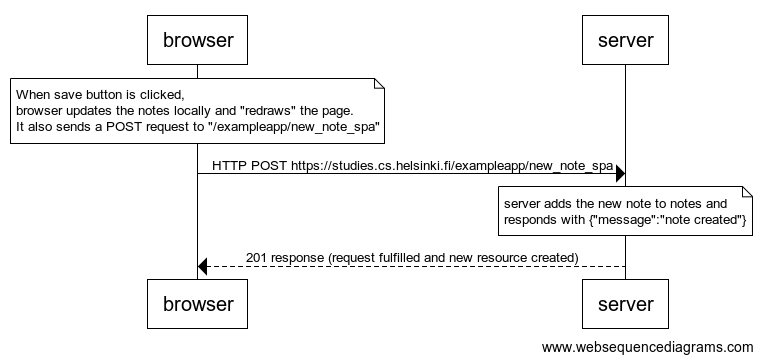 browser
server
When save button is clicked,
browser updates the notes locally and "redraws" the page.
It also sends a POST request to "/exampleapp/new_note_spa"
HTTP POST https://studies.cs.helsinki.fi/exampleapp/new_note_spa
server adds the new note to notes and
responds with {"message":"note created"}
201 response (request fulfilled and new resource created)
browser
server
www.websequencediagrams.com